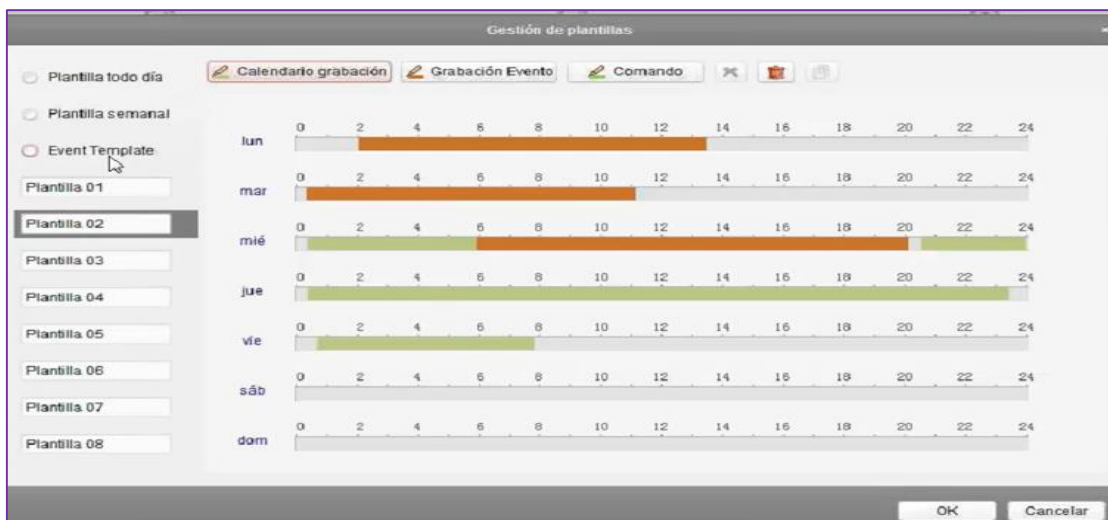 Gestión de plantillas
Plantilla todo día
Plantilla semanal
Event Template
Plantilla 01
Plantilla 02
Plantilla 03
Plantilla 04
Plantilla 05
Plantilla 06
Plantilla 07
Plantilla 08
Calendario grabación Grabación Evento Comando
0 2 4 6 8 10 12 14 16 18 20 22 24
lun
0 2 4 6 8 10 12 14 16 18 20 22 24
mar
0 2 4 6 8 10 12 14 16 18 20 22 24
mié
0 2 4 6 8 10 12 14 16 18 20 22 24
jue
0 2 4 6 8 10 12 14 16 18 20 22 24
víe
0 2 4 6 8 10 12 14 16 18 20 22 24
sáb
0 2 4 6 8 10 12 14 16 18 20 22 24
dom
OK Cancelar